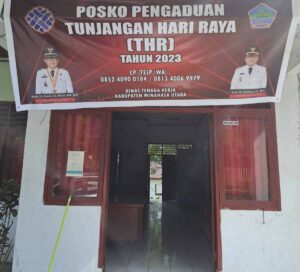 POSKO PENGADUAN
TUNJANGAN HARI RAYA
(THR)
TAHUN 2023
CP (TELP, WA)
0852 4090 0184 / 0813 4006 9979
DINAS TENAGA KERJA
KABUPATEN MINAHASA UTARA